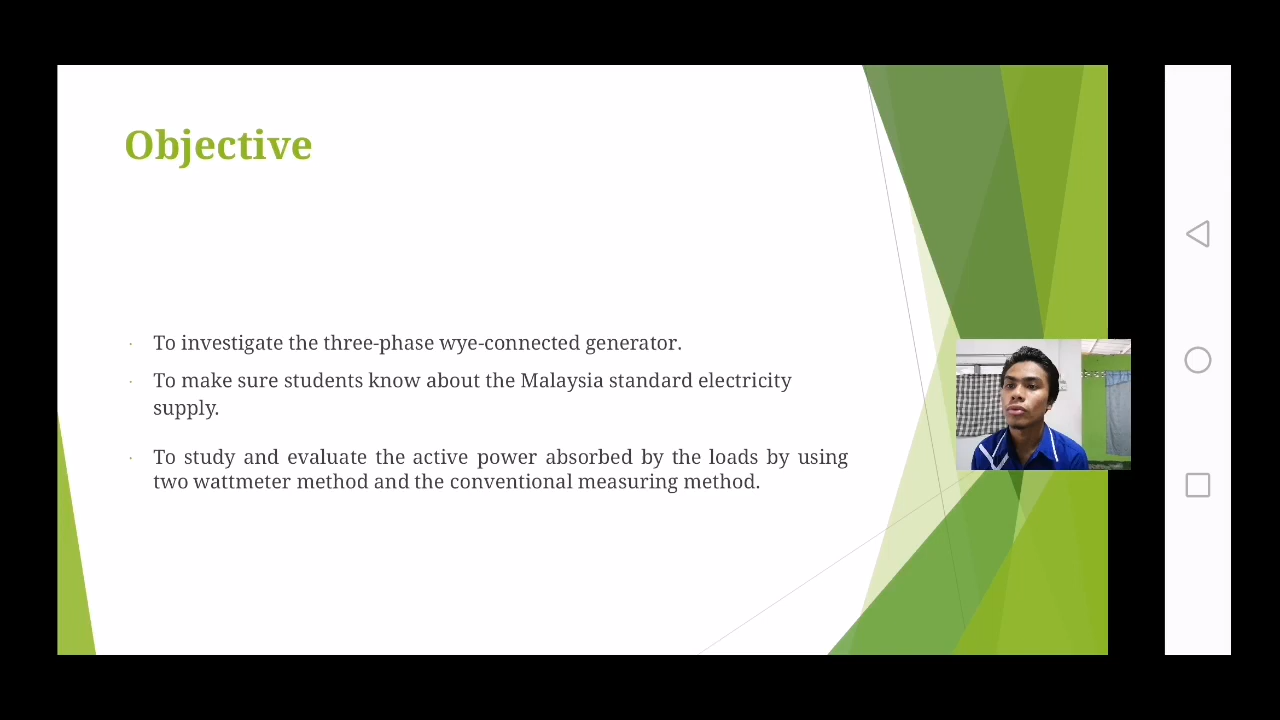 Objective
· To investigate the three-phase wye-connected generator.
· To make sure students know about the Malaysia standard electricity
supply.
· To study and evaluate the active power absorbed by the loads by using
two wattmeter method and the conventional measuring method.